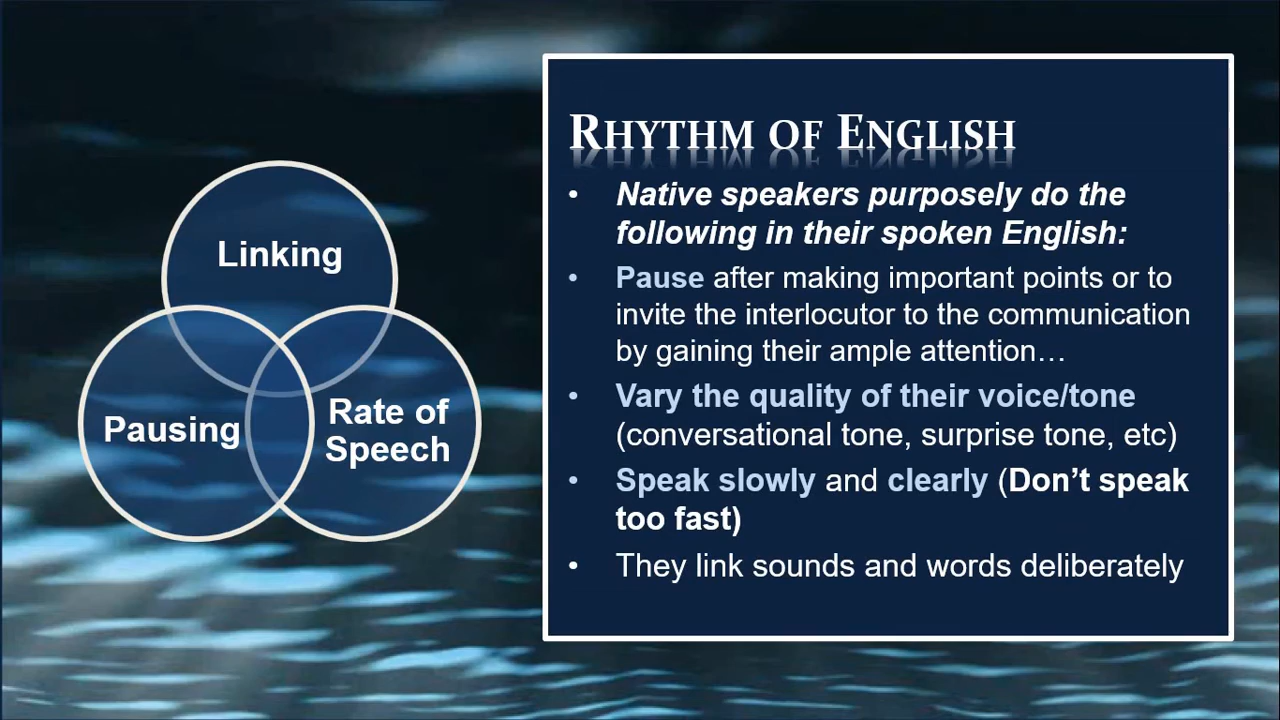 Linking
Pausing
Rate of
Speech
RHYTHM OF ENGLISH
• Native speakers purposely do the
following in their spoken English:
• Pause after making important points or to
invite the interlocutor to the communication
by gaining their ample attention…
• Vary the quality of their voice/tone
(conversational tone, surprise tone, etc)
• Speak slowly and clearly (Don’t speak
too fast)
• They link sounds and words deliberately